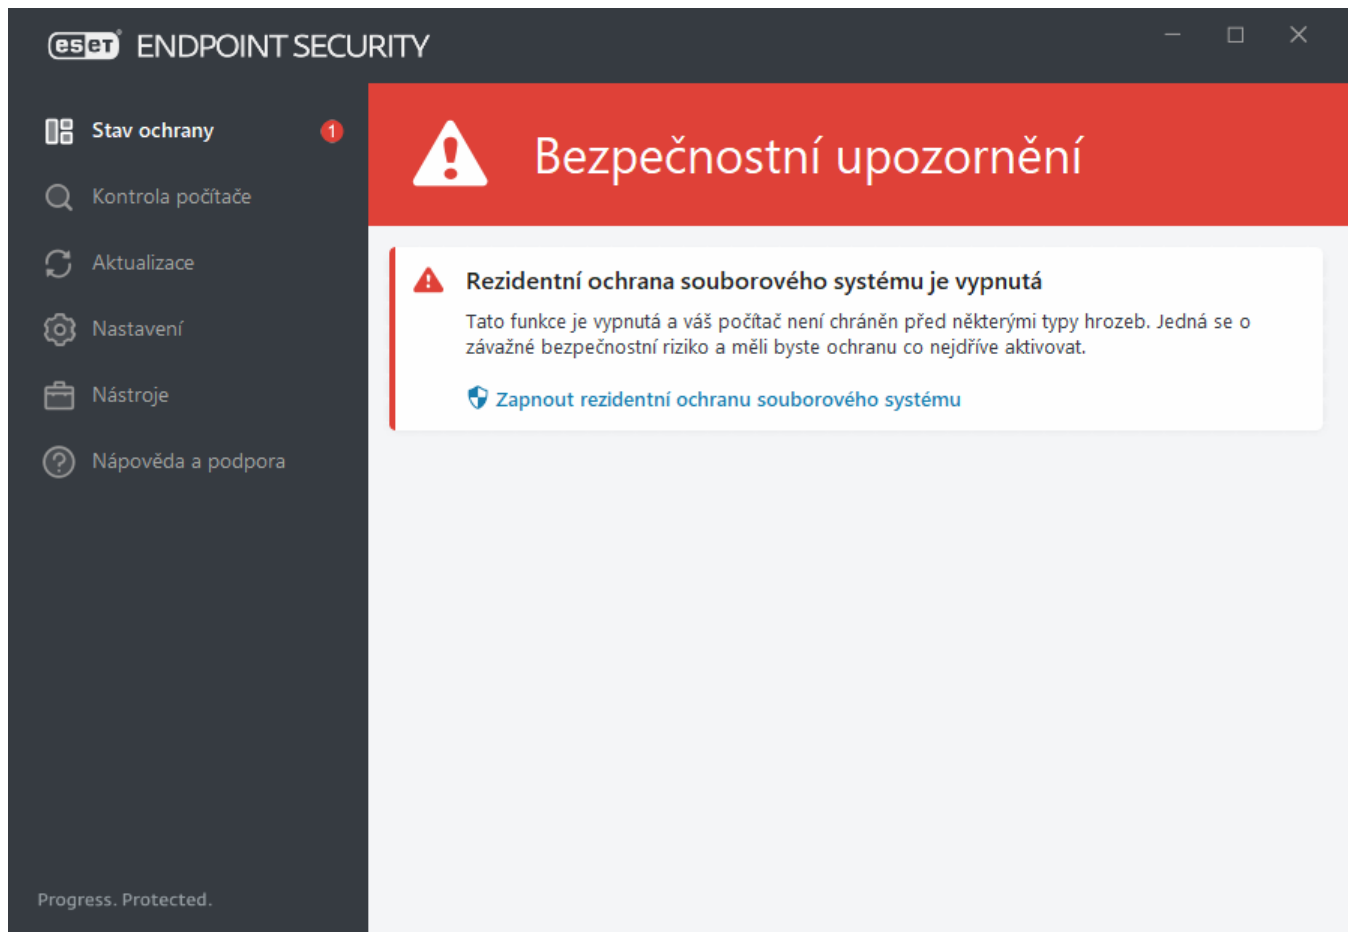 eset ENDPOINT SECURITY
Stav ochrany 1
Kontrola počítače
Aktualizace
Nastavení
Nástroje
Nápověda a podpora
Progress. Protected.
Bezpečnostní upozornění
Rezidentní ochrana souborového systému je vypnutá
Tato funkce je vypnutá a váš počítač není chráněn před některými typy hrozeb. Jedná se o
závažné bezpečnostní riziko a měli byste ochranu co nejdříve aktivovat.
Zapnout rezidentní ochranu souborového systému